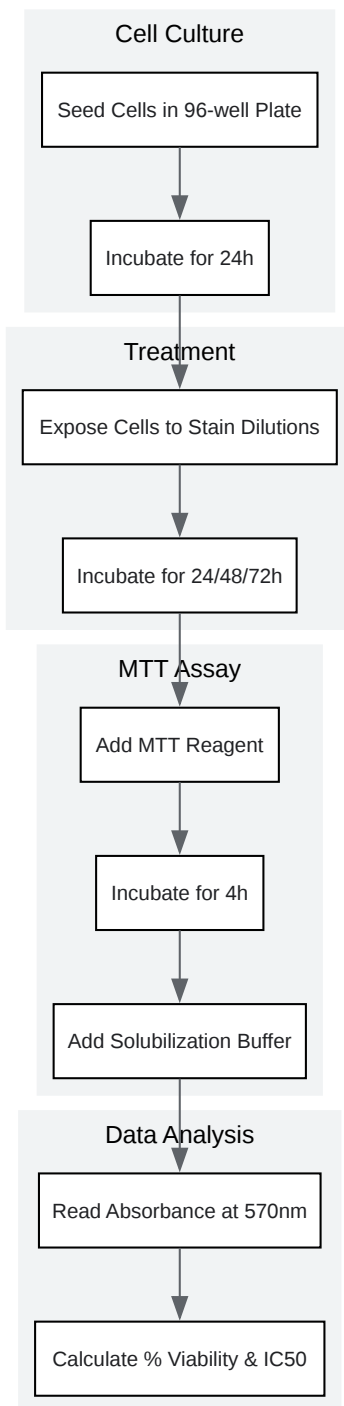 Cell Culture
Seed Cells in 96-well Plate
Incubate for 24h
Treatment
Expose Cells to Stain Dilutions
Incubate for 24/48/72h
MTT Assay
Add MTT Reagent
Incubate for 4h
Add Solubilization Buffer
Data Analysis
Read Absorbance at 570nm
Calculate % Viability & IC50